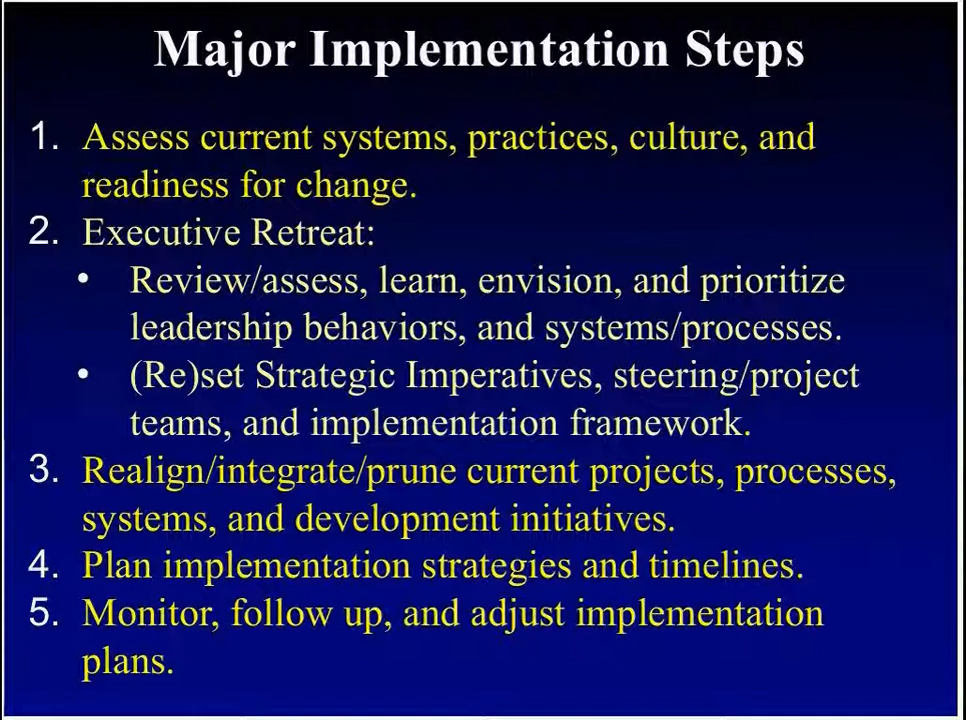 Major Implementation Steps
1. Assess current systems, practices, culture, and
readiness for change.
2. Executive Retreat:
• Review/assess, learn, envision, and prioritize
leadership behaviors, and systems/processes.
• (Re)set Strategic Imperatives, steering/project
teams, and implementation framework.
3. Realign/integrate/prune current projects, processes,
systems, and development initiatives.
4. Plan implementation strategies and timelines.
5. Monitor, follow up, and adjust implementation
plans.